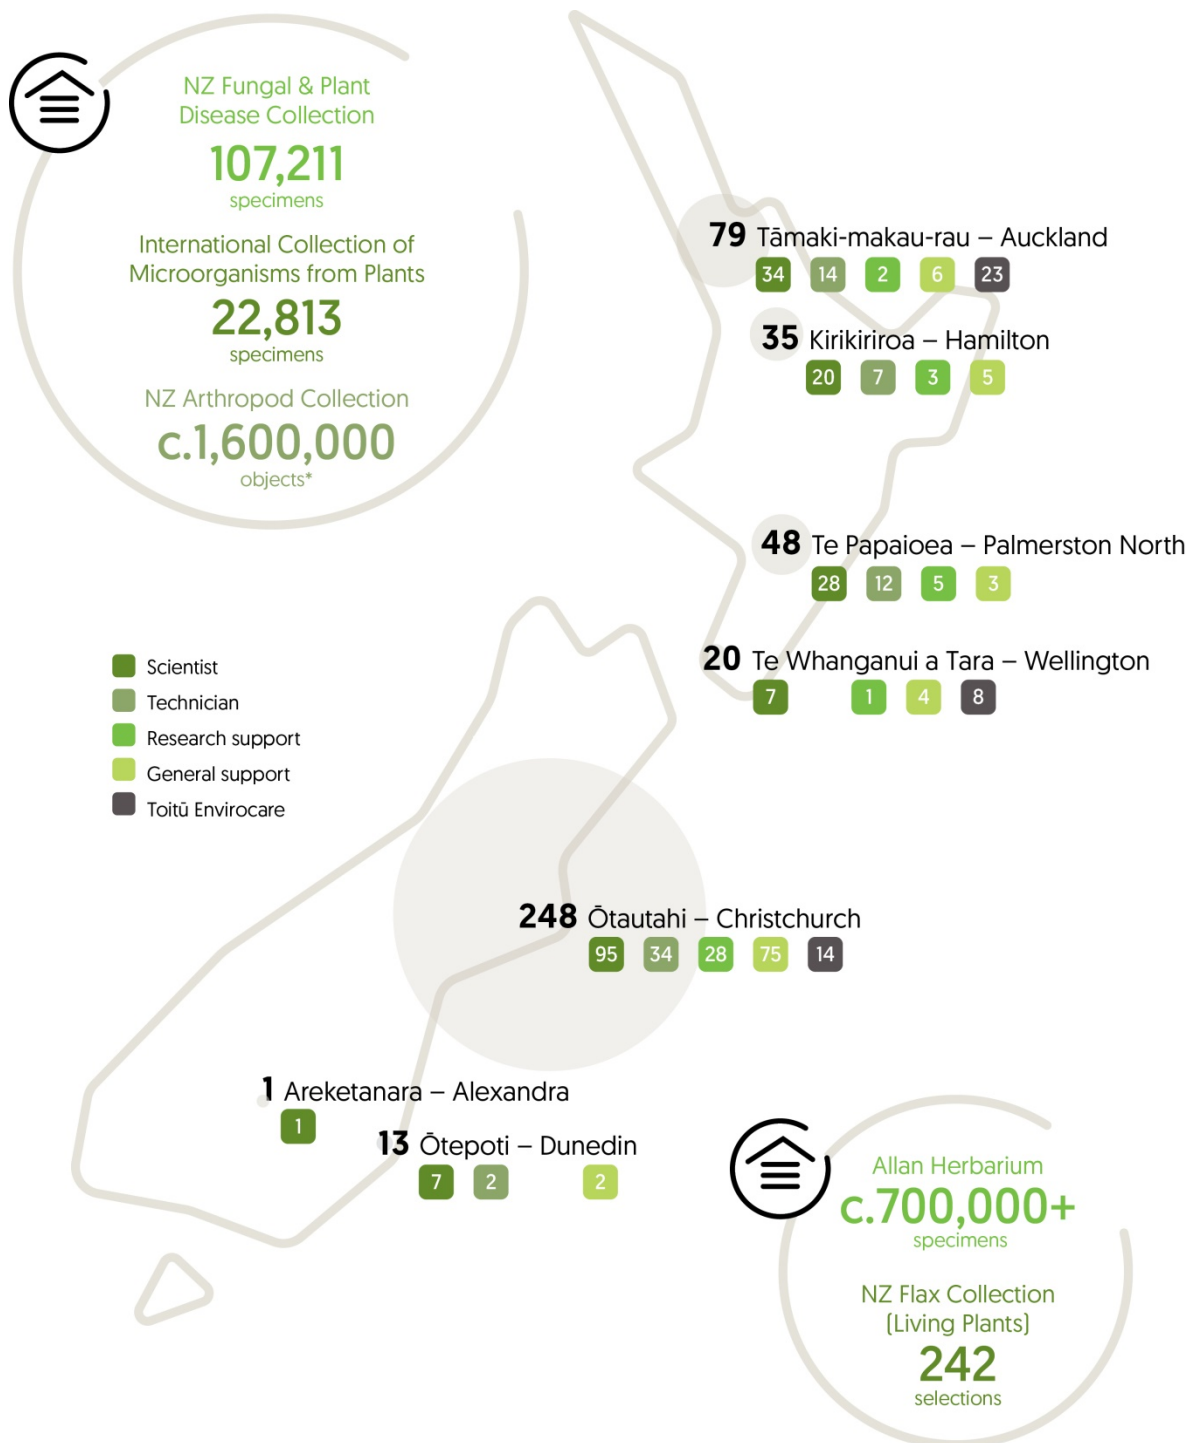 NZ Fungal & Plant
Disease Collection
107,211
specimens
International Collection of
Microorganisms from Plants
22,813
specimens
NZ Arthropod Collection
c.1,600,000
objects*
79 Tāmaki-makau-rau – Auckland
34 14 2 6 23
35 Kirikiriroa – Hamilton
20 7 3 5
48 Te Papaioea – Palmerston North
28 12 5 3
20 Te Whanganui a Tara – Wellington
7 1 4 8
Scientist
Technician
Research support
General support
Toitū Envirocare
248 Ōtautahi – Christchurch
95 34 28 75 14
1 Areketanara – Alexandra
1
13 Ōtepoti – Dunedin
7 2 2
Allan Herbarium
c.700,000+
specimens
NZ Flax Collection
(Living Plants)
242
selections